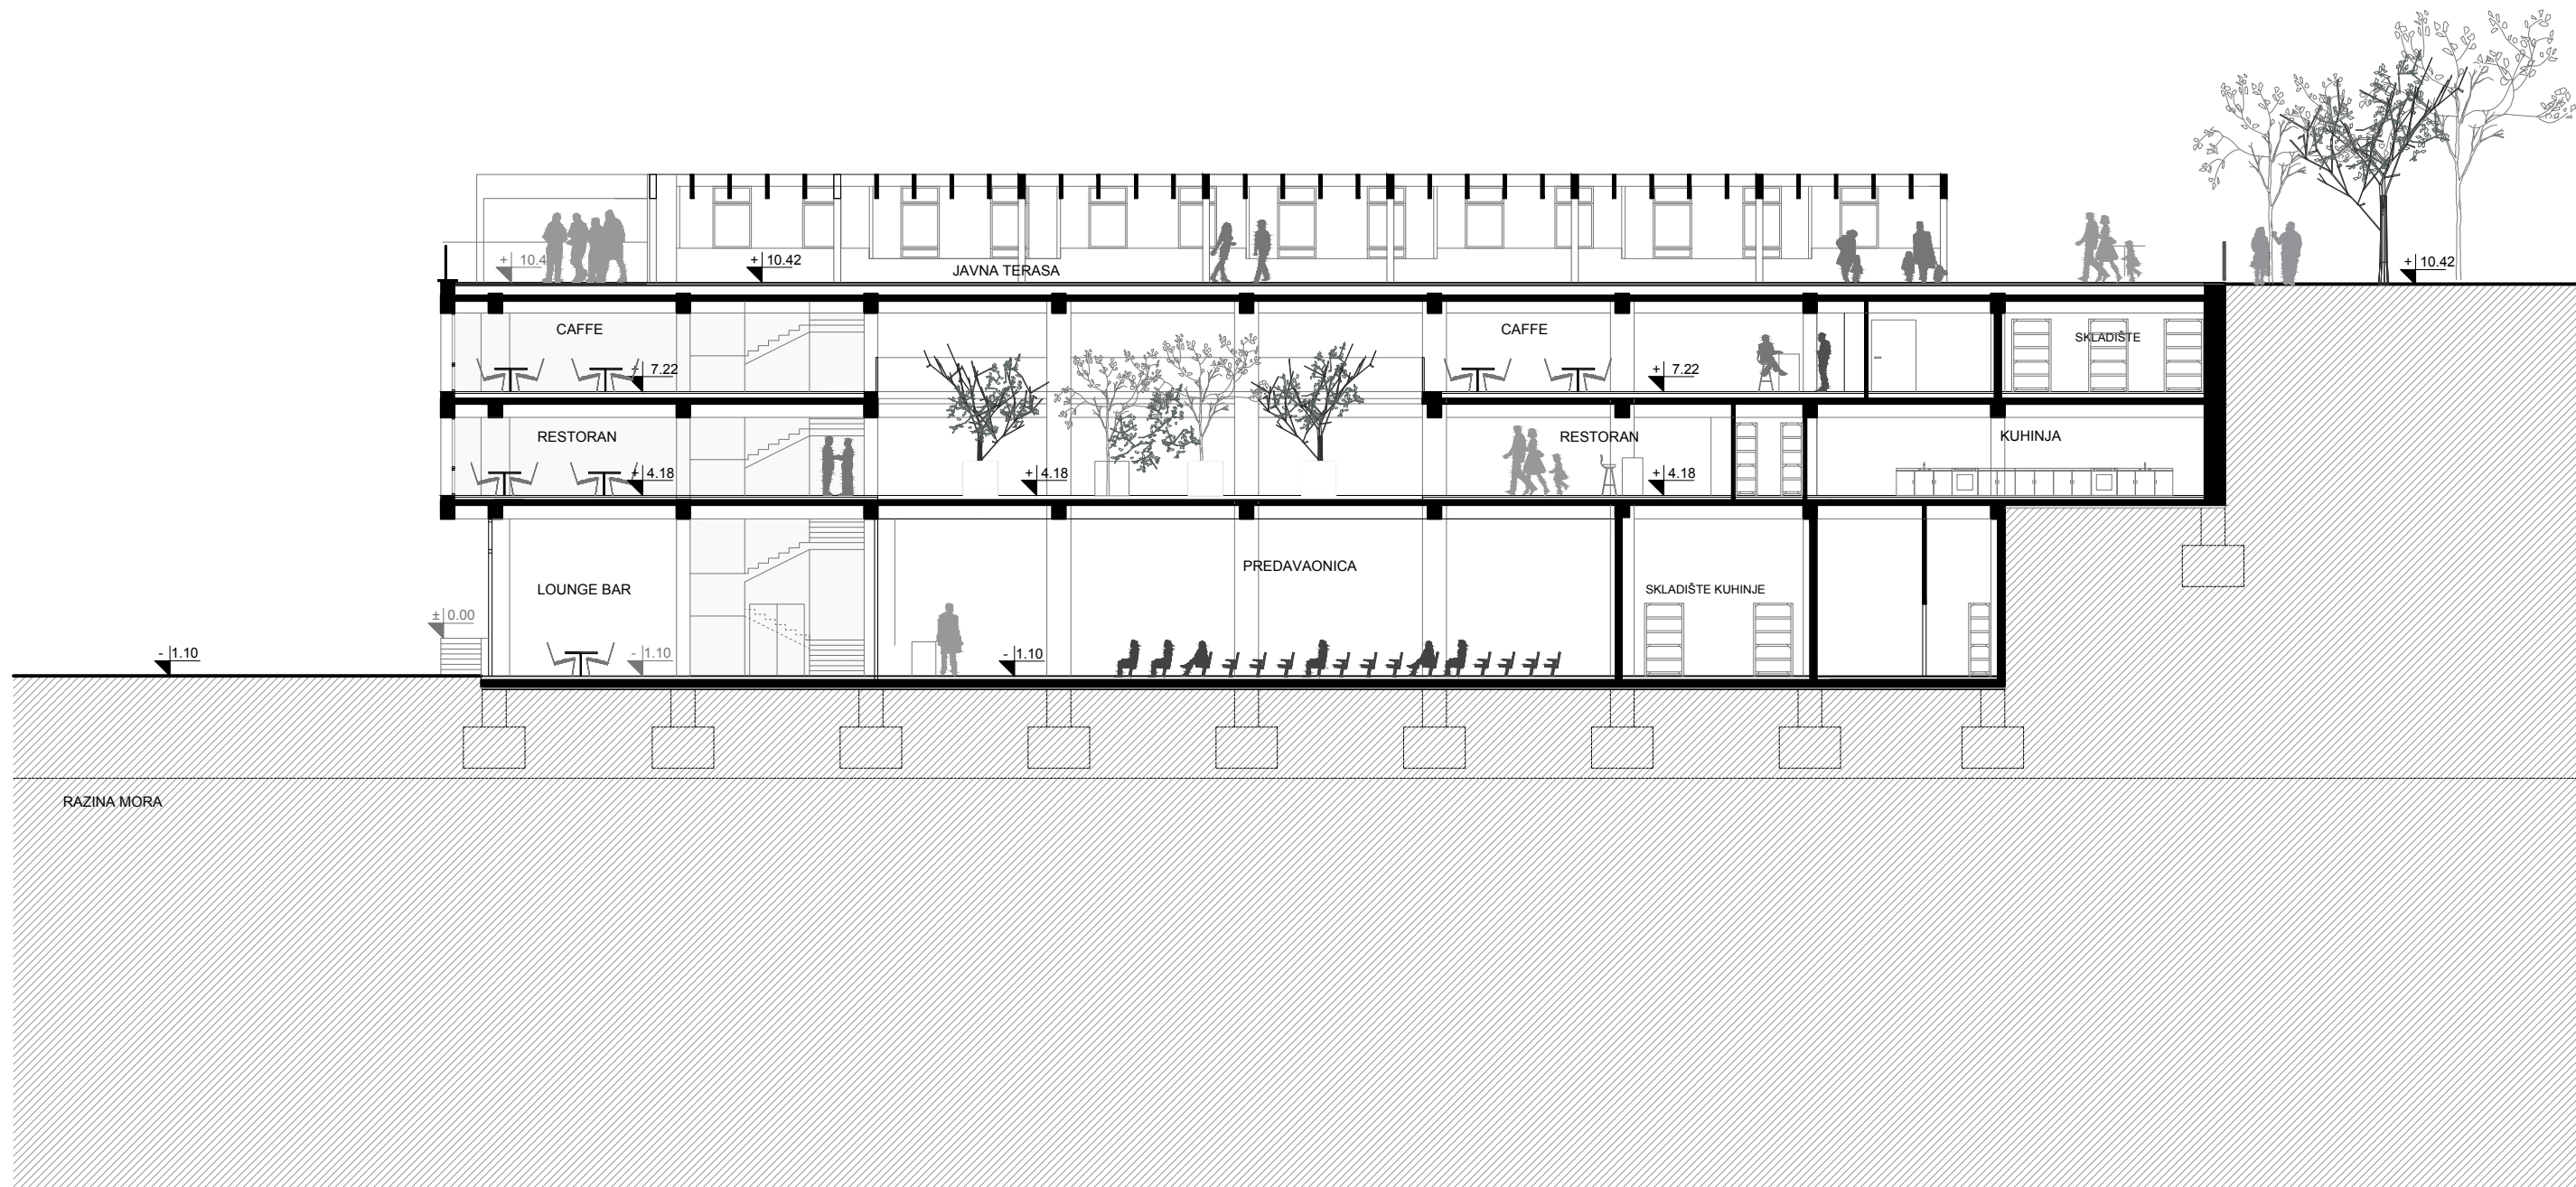 + 10.4
+ 10.42
JAVNA TERASA
+ 10.42
CAFFE
CAFFE
SKLADIŠTE
+ 7.22
+ 7.22
RESTORAN
RESTORAN
KUHINJA
+ 4.18
+ 4.18
+ 4.18
PREDAVAONICA
LOUNGE BAR
SKLADIŠTE KUHINJE
± 0.00
- 1.10
- 1.10
- 1.10
RAZINA MORA